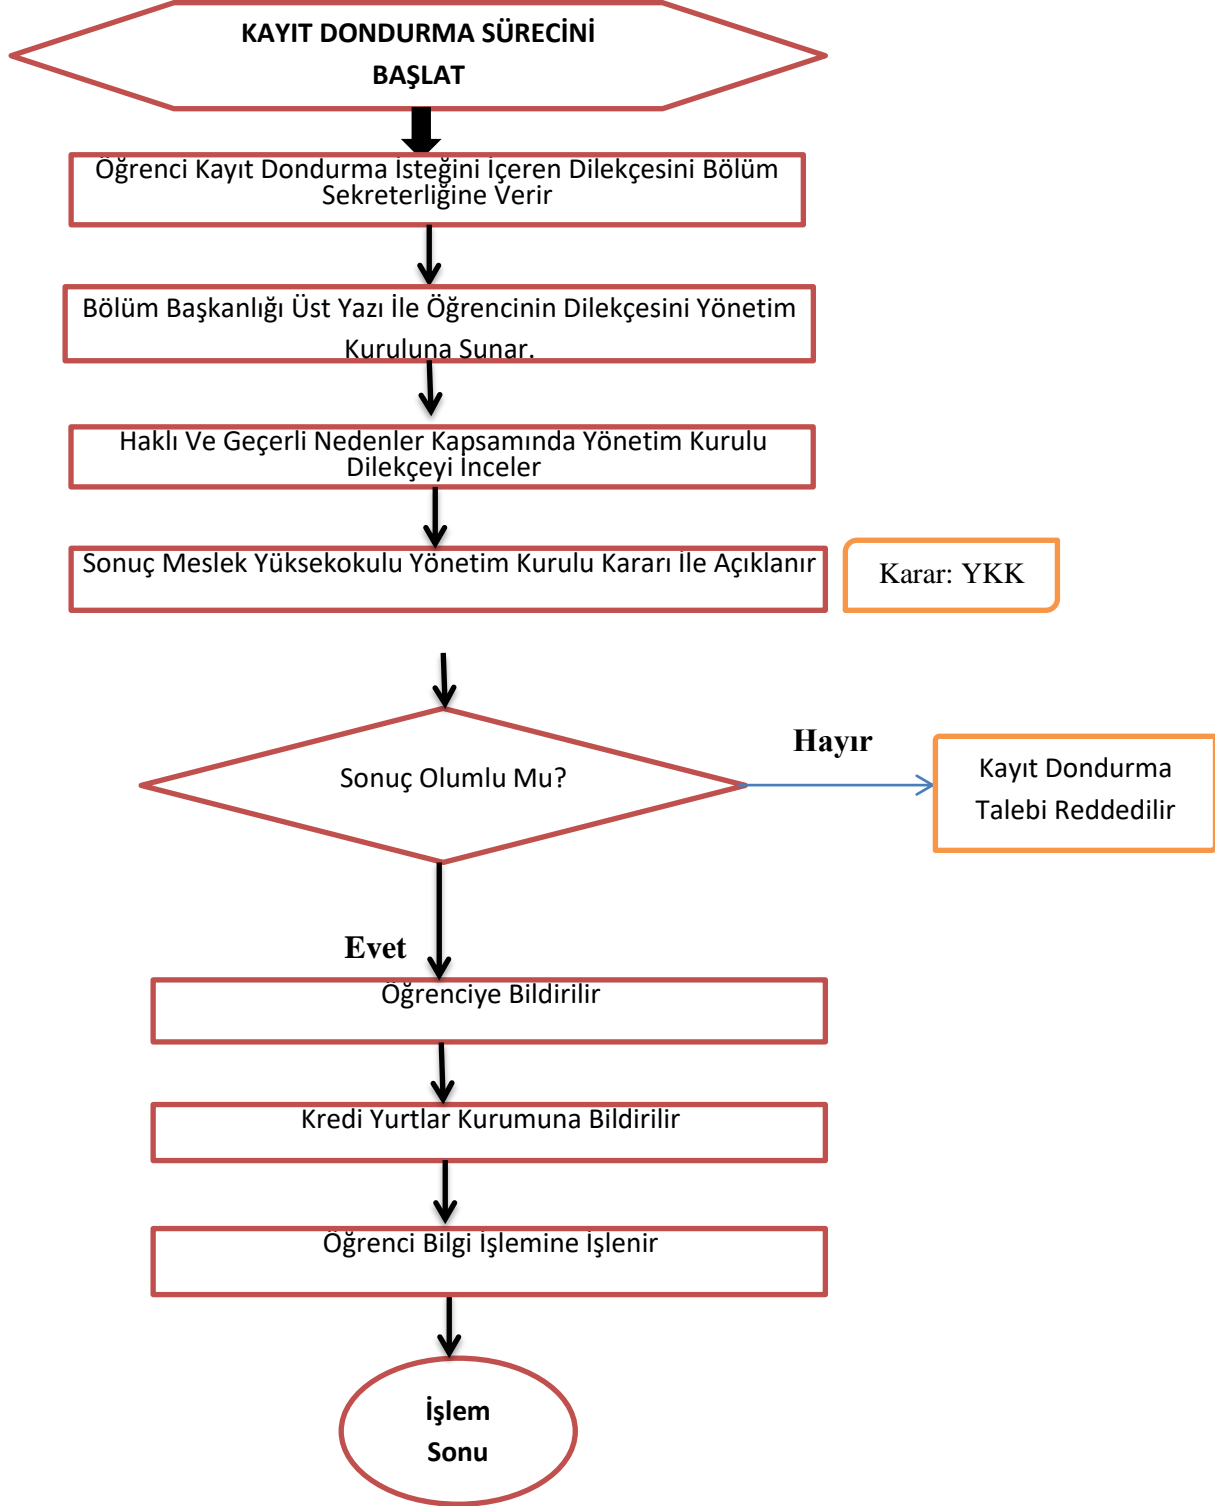 KAYIT DONDURMA SÜRECİNİ
BAŞLAT
Öğrenci Kayıt Dondurma İsteğini İçeren Dilekçesini Bölüm
Sekreterliğine Verir
Bölüm Başkanlığı Üst Yazı İle Öğrencinin Dilekçesini Yönetim
Kuruluna Sunar.
Haklı Ve Geçerli Nedenler Kapsamında Yönetim Kurulu
Dilekçeyi İnceler
Sonuç Meslek Yüksekokulu Yönetim Kurulu Kararı İle Açıklanır
Karar: YKK
Sonuç Olumlu Mu?
Hayır
Kayıt Dondurma
Talebi Reddedilir
Evet
Öğrenciye Bildirilir
Kredi Yurtlar Kurumuna Bildirilir
Öğrenci Bilgi İşlemine İşlenir
İşlem
Sonu